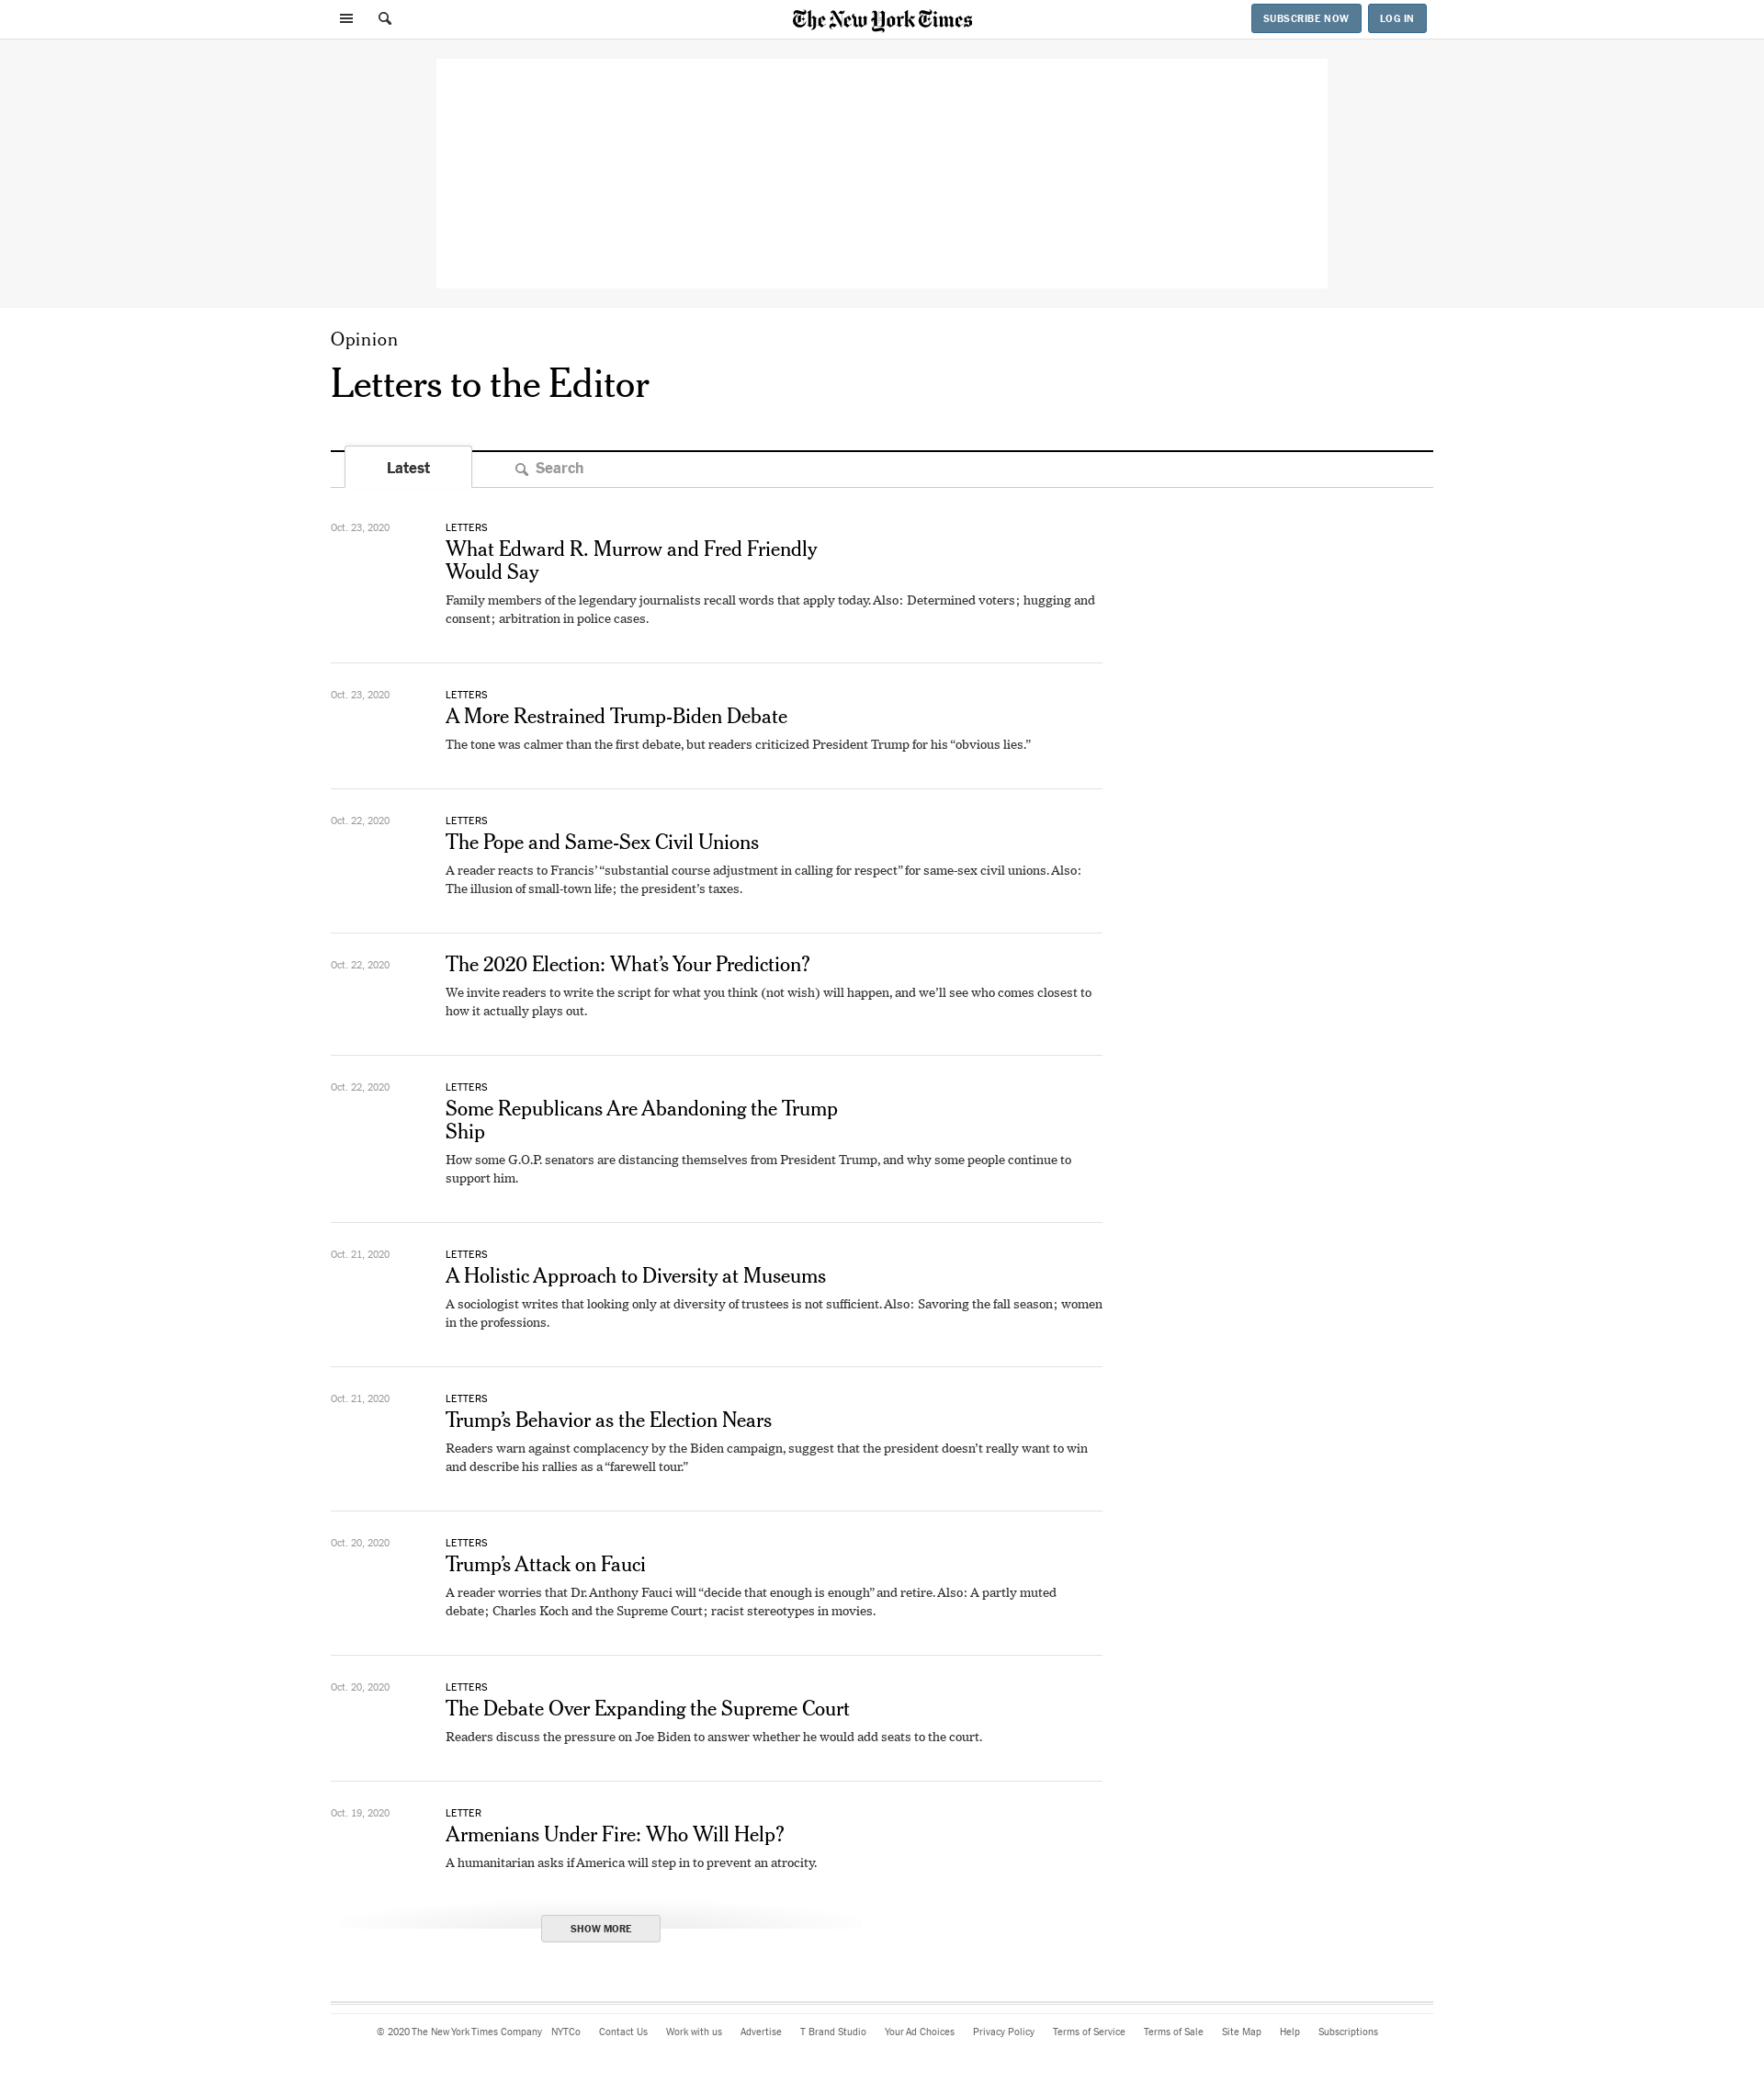 The New York Times
SUBSCRIBE NOW
LOG IN
Opinion
Letters to the Editor
Latest
Search
Oct. 23, 2020
LETTERS
What Edward R. Murrow and Fred Friendly
Would Say
Family members of the legendary journalists recall words that apply today. Also: Determined voters; hugging and
consent; arbitration in police cases.
Oct. 23, 2020
LETTERS
A More Restrained Trump-Biden Debate
The tone was calmer than the first debate, but readers criticized President Trump for his “obvious lies.”
Oct. 22, 2020
LETTERS
The Pope and Same-Sex Civil Unions
A reader reacts to Francis’ “substantial course adjustment in calling for respect” for same-sex civil unions. Also:
The illusion of small-town life; the president’s taxes.
Oct. 22, 2020
The 2020 Election: What’s Your Prediction?
We invite readers to write the script for what you think (not wish) will happen, and we’ll see who comes closest to
how it actually plays out.
Oct. 22, 2020
LETTERS
Some Republicans Are Abandoning the Trump
Ship
How some G.O.P. senators are distancing themselves from President Trump, and why some people continue to
support him.
Oct. 21, 2020
LETTERS
A Holistic Approach to Diversity at Museums
A sociologist writes that looking only at diversity of trustees is not sufficient. Also: Savoring the fall season; women
in the professions.
Oct. 21, 2020
LETTERS
Trump’s Behavior as the Election Nears
Readers warn against complacency by the Biden campaign, suggest that the president doesn’t really want to win
and describe his rallies as a “farewell tour.”
Oct. 20, 2020
LETTERS
Trump’s Attack on Fauci
A reader worries that Dr. Anthony Fauci will “decide that enough is enough” and retire. Also: A partly muted
debate; Charles Koch and the Supreme Court; racist stereotypes in movies.
Oct. 20, 2020
LETTERS
The Debate Over Expanding the Supreme Court
Readers discuss the pressure on Joe Biden to answer whether he would add seats to the court.
Oct. 19, 2020
LETTER
Armenians Under Fire: Who Will Help?
A humanitarian asks if America will step in to prevent an atrocity.
SHOW MORE
© 2020 The New York Times Company NYTCo Contact Us Work with us Advertise T Brand Studio Your Ad Choices Privacy Policy Terms of Service Terms of Sale Site Map Help Subscriptions